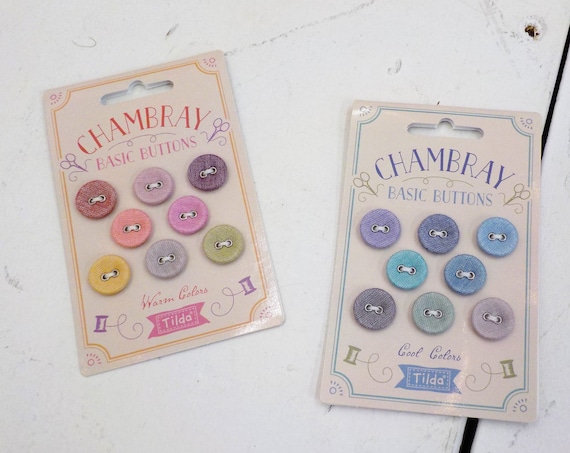 CHAMBRAY
BASIC BUTTONS
Warm Colors
Tilda
CHAMBRAY
BASIC BUTTONS
Cool Colors
Tilda